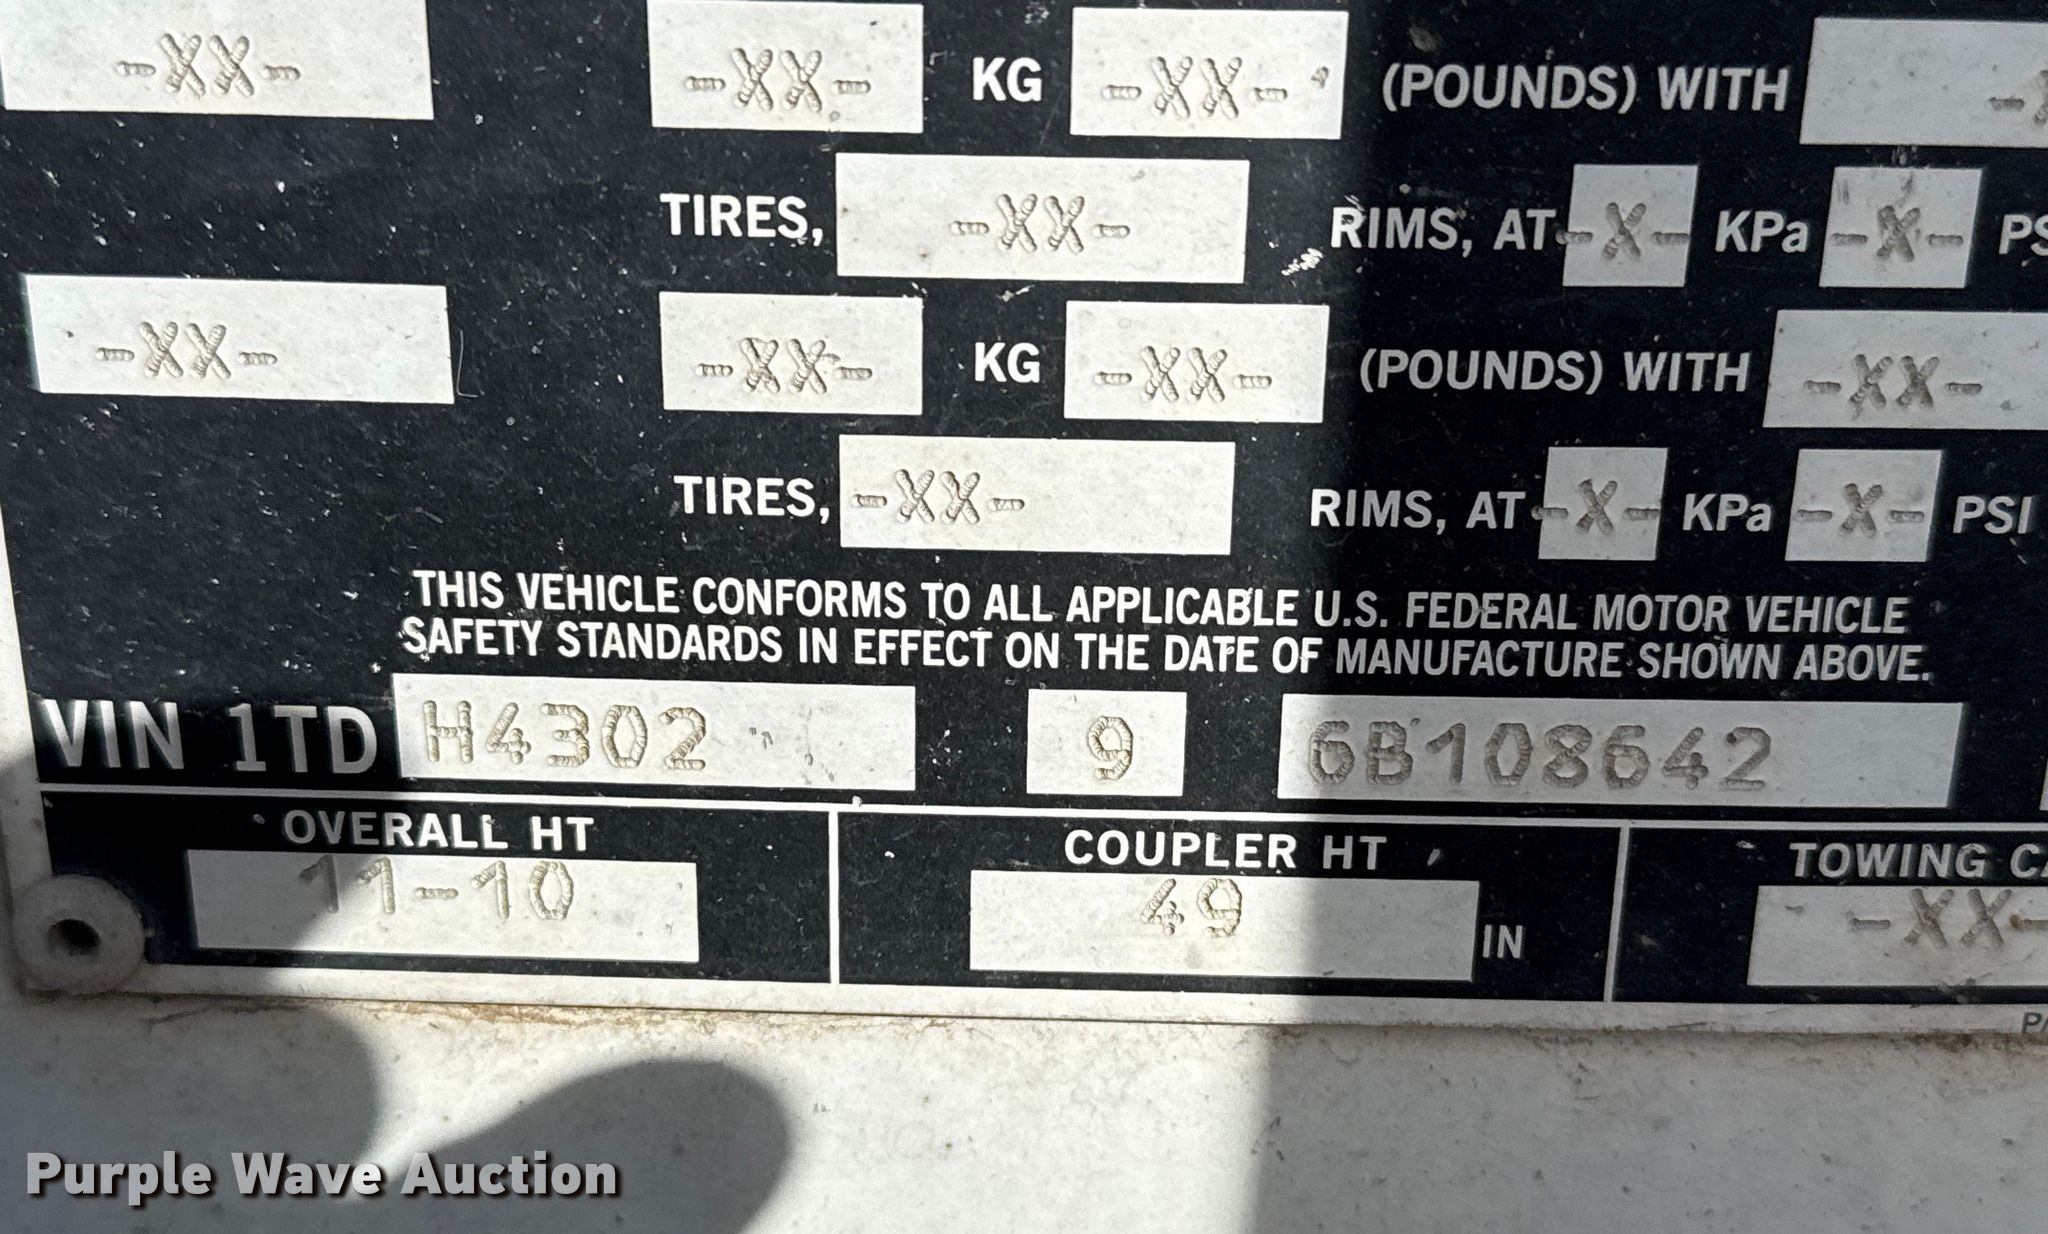 -XX- -XX- KG -XX- (POUNDS) WITH
TIRES, -XX- RIMS, AT -X- KPa -X- PS
-XX- -XX- KG -XX- (POUNDS) WITH -XX-
TIRES, -XX- RIMS, AT -X- KPa -X- PSI
THIS VEHICLE CONFORMS TO ALL APPLICABLE U.S. FEDERAL MOTOR VEHICLE
SAFETY STANDARDS IN EFFECT ON THE DATE OF MANUFACTURE SHOWN ABOVE.
VIN 1TD H4302 9 6B108642
OVERALL HT COUPLER HT TOWING CA
11-10 49 IN -XX-
Purple Wave Auction